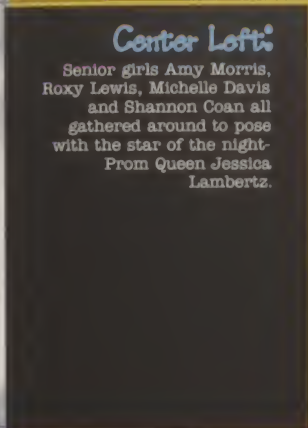 Center Left:
Senior girls Amy Morris,
Roxy Lewis, Michelle Davis
and Shannon Coan all
gathered around to pose
with the star of the night-
Prom Queen Jessica
Lambertz.